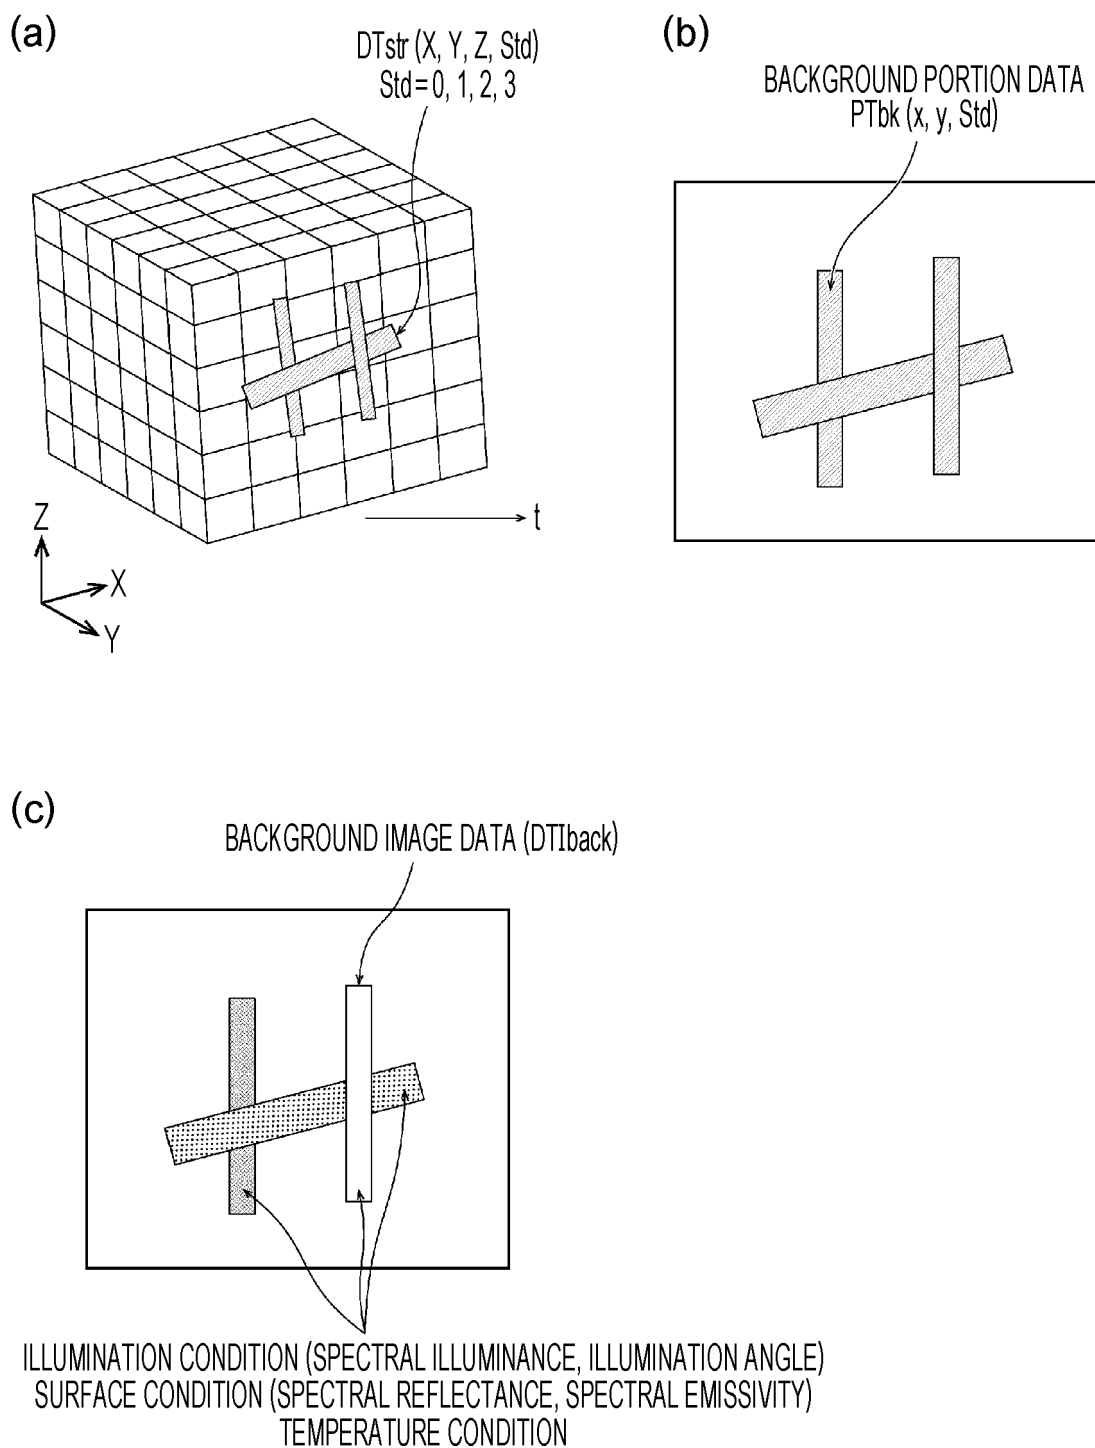 (a)
DTstr (X, Y, Z, Std)
Std=0, 1, 2, 3
t
Z
X
Y
(b)
BACKGROUND PORTION DATA
PTbk (x, y, Std)
(c)
BACKGROUND IMAGE DATA (DTIback)
ILLUMINATION CONDITION (SPECTRAL ILLUMINANCE, ILLUMINATION ANGLE)
SURFACE CONDITION (SPECTRAL REFLECTANCE, SPECTRAL EMISSIVITY)
TEMPERATURE CONDITION